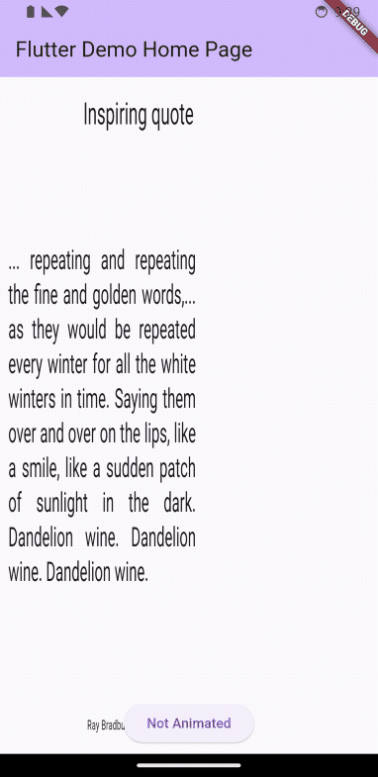 DEBUG
Flutter Demo Home Page
Inspiring quote
... repeating and repeating
the fine and golden words,...
as they would be repeated
every winter for all the white
winters in time. Saying them
over and over on the lips, like
a smile, like a sudden patch
of sunlight in the dark.
Dandelion wine. Dandelion
wine. Dandelion wine.
Ray Bradbu
Not Animated